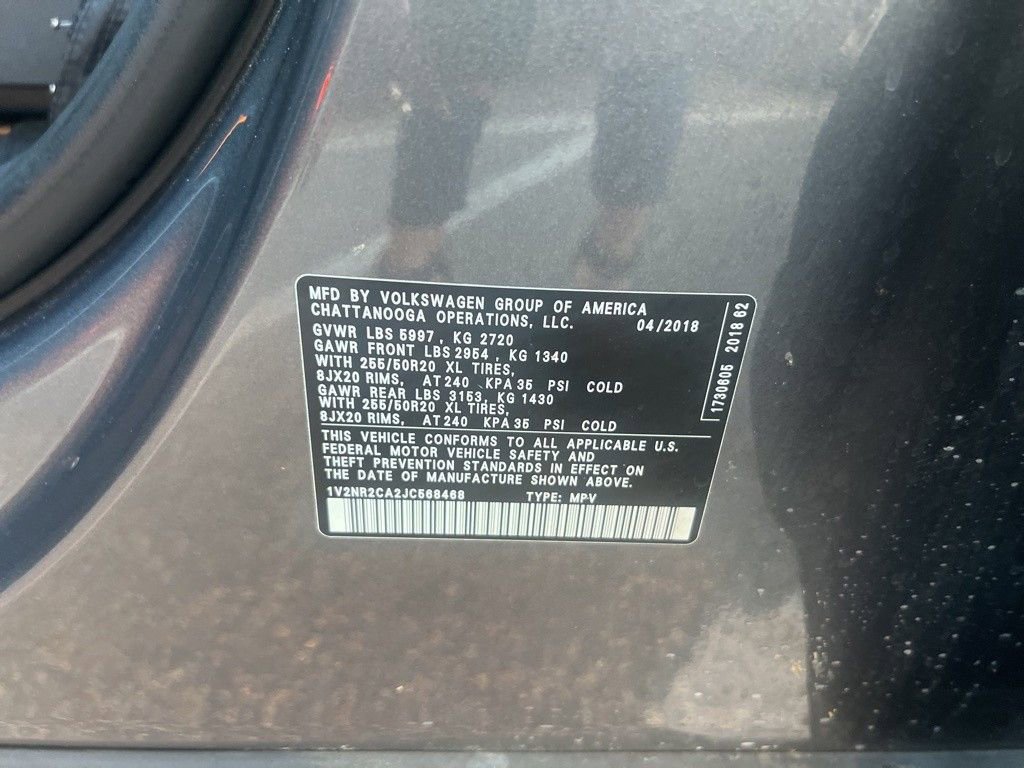 MFD BY VOLKSWAGEN GROUP OF AMERICA
CHATTANOOGA OPERATIONS, LLC. 04/2018
GVWR LBS 5997, KG 2720
GAWR FRONT LBS 2954, KG 1340
WITH 255/50R20 XL TIRES,
8JX20 RIMS, AT 240 KPA 35 PSI COLD
GAWR REAR LBS 3153, KG 1430
WITH 255/50R20 XL TIRES,
8JX20 RIMS, AT 240 KPA 35 PSI COLD
THIS VEHICLE CONFORMS TO ALL APPLICABLE U.S.
FEDERAL MOTOR VEHICLE SAFETY AND
THEFT PREVENTION STANDARDS IN EFFECT ON
THE DATE OF MANUFACTURE SHOWN ABOVE.
1V2NR2CA2JC568468 TYPE: MPV
1730605 2018 62